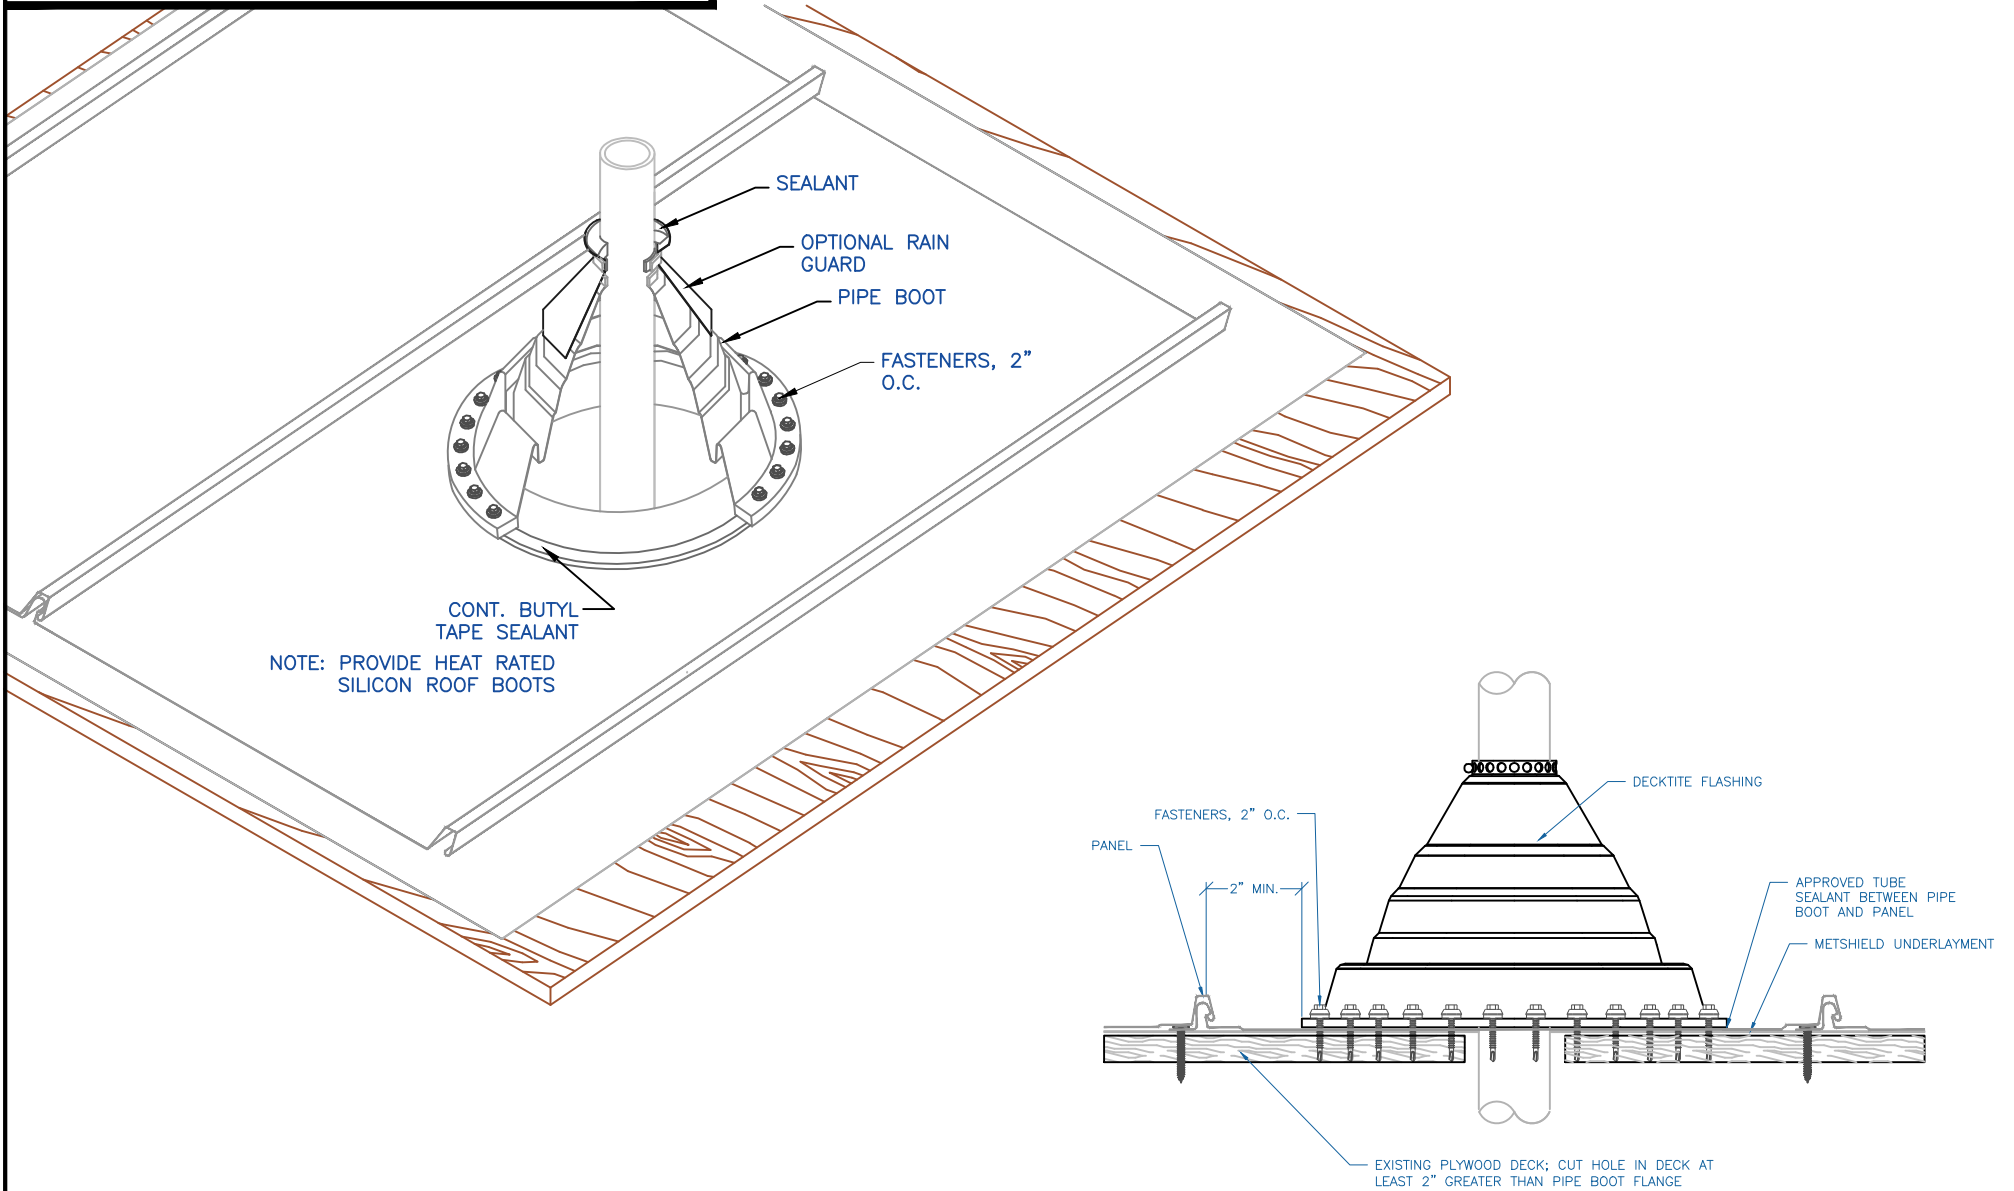 SEALANT
OPTIONAL RAIN
GUARD
PIPE BOOT
FASTENERS, 2”
O.C.
CONT. BUTYL
TAPE SEALANT
NOTE: PROVIDE HEAT RATED
SILICON ROOF BOOTS
DECKTITE FLASHING
FASTENERS, 2” O.C.
PANEL
2” MIN.
APPROVED TUBE
SEALANT BETWEEN PIPE
BOOT AND PANEL
METSHIELD UNDERLAYMENT
EXISTING PLYWOOD DECK; CUT HOLE IN DECK AT
LEAST 2” GREATER THAN PIPE BOOT FLANGE